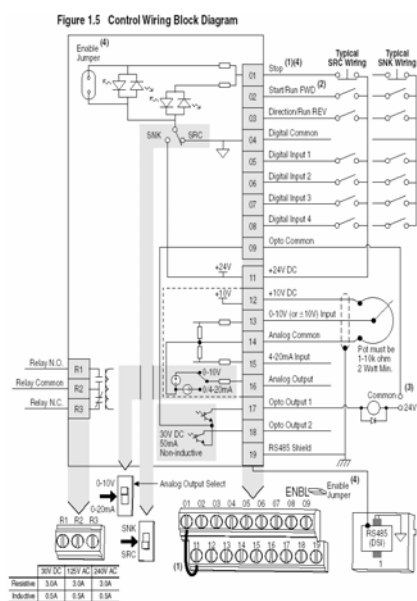 Figure 1.5 Control Wiring Block Diagram
Enable Jumper (4)
Typical SRC Wiring
Typical SNK Wiring
01 Stop (1)(4)
02 Start/Run FWD (2)
03 Direction/Run REV
SNK SRC
04 Digital Common
05 Digital Input 1
06 Digital Input 2
07 Digital Input 3
08 Digital Input 4
09 Opto Common
+24V 11 +24V DC
+10V 12 +10V DC
13 0-10V (or ±10V) Input
14 Analog Common
Pot must be 1-10k ohm 2 Watt Min.
15 4-20mA Input
0-10V
0/4-20mA
16 Analog Output
Relay N.O. R1
Relay Common R2
Relay N.C. R3
17 Opto Output 1
Common (3)
24V
30V DC 50mA Non-inductive
18 Opto Output 2
19 RS485 Shield
0-10V
0-20mA
Analog Output Select
ENBL Enable Jumper (4)
R1 R2 R3
SNK
SRC
01 02 03 04 05 06 07 08 09
11 12 13 14 15 16 17 18 19
(1)
RS485 (DSI)
1
30V DC 125V AC 240V AC
Resistive 3.0A 3.0A 3.0A
Inductive 0.5A 0.5A 0.5A